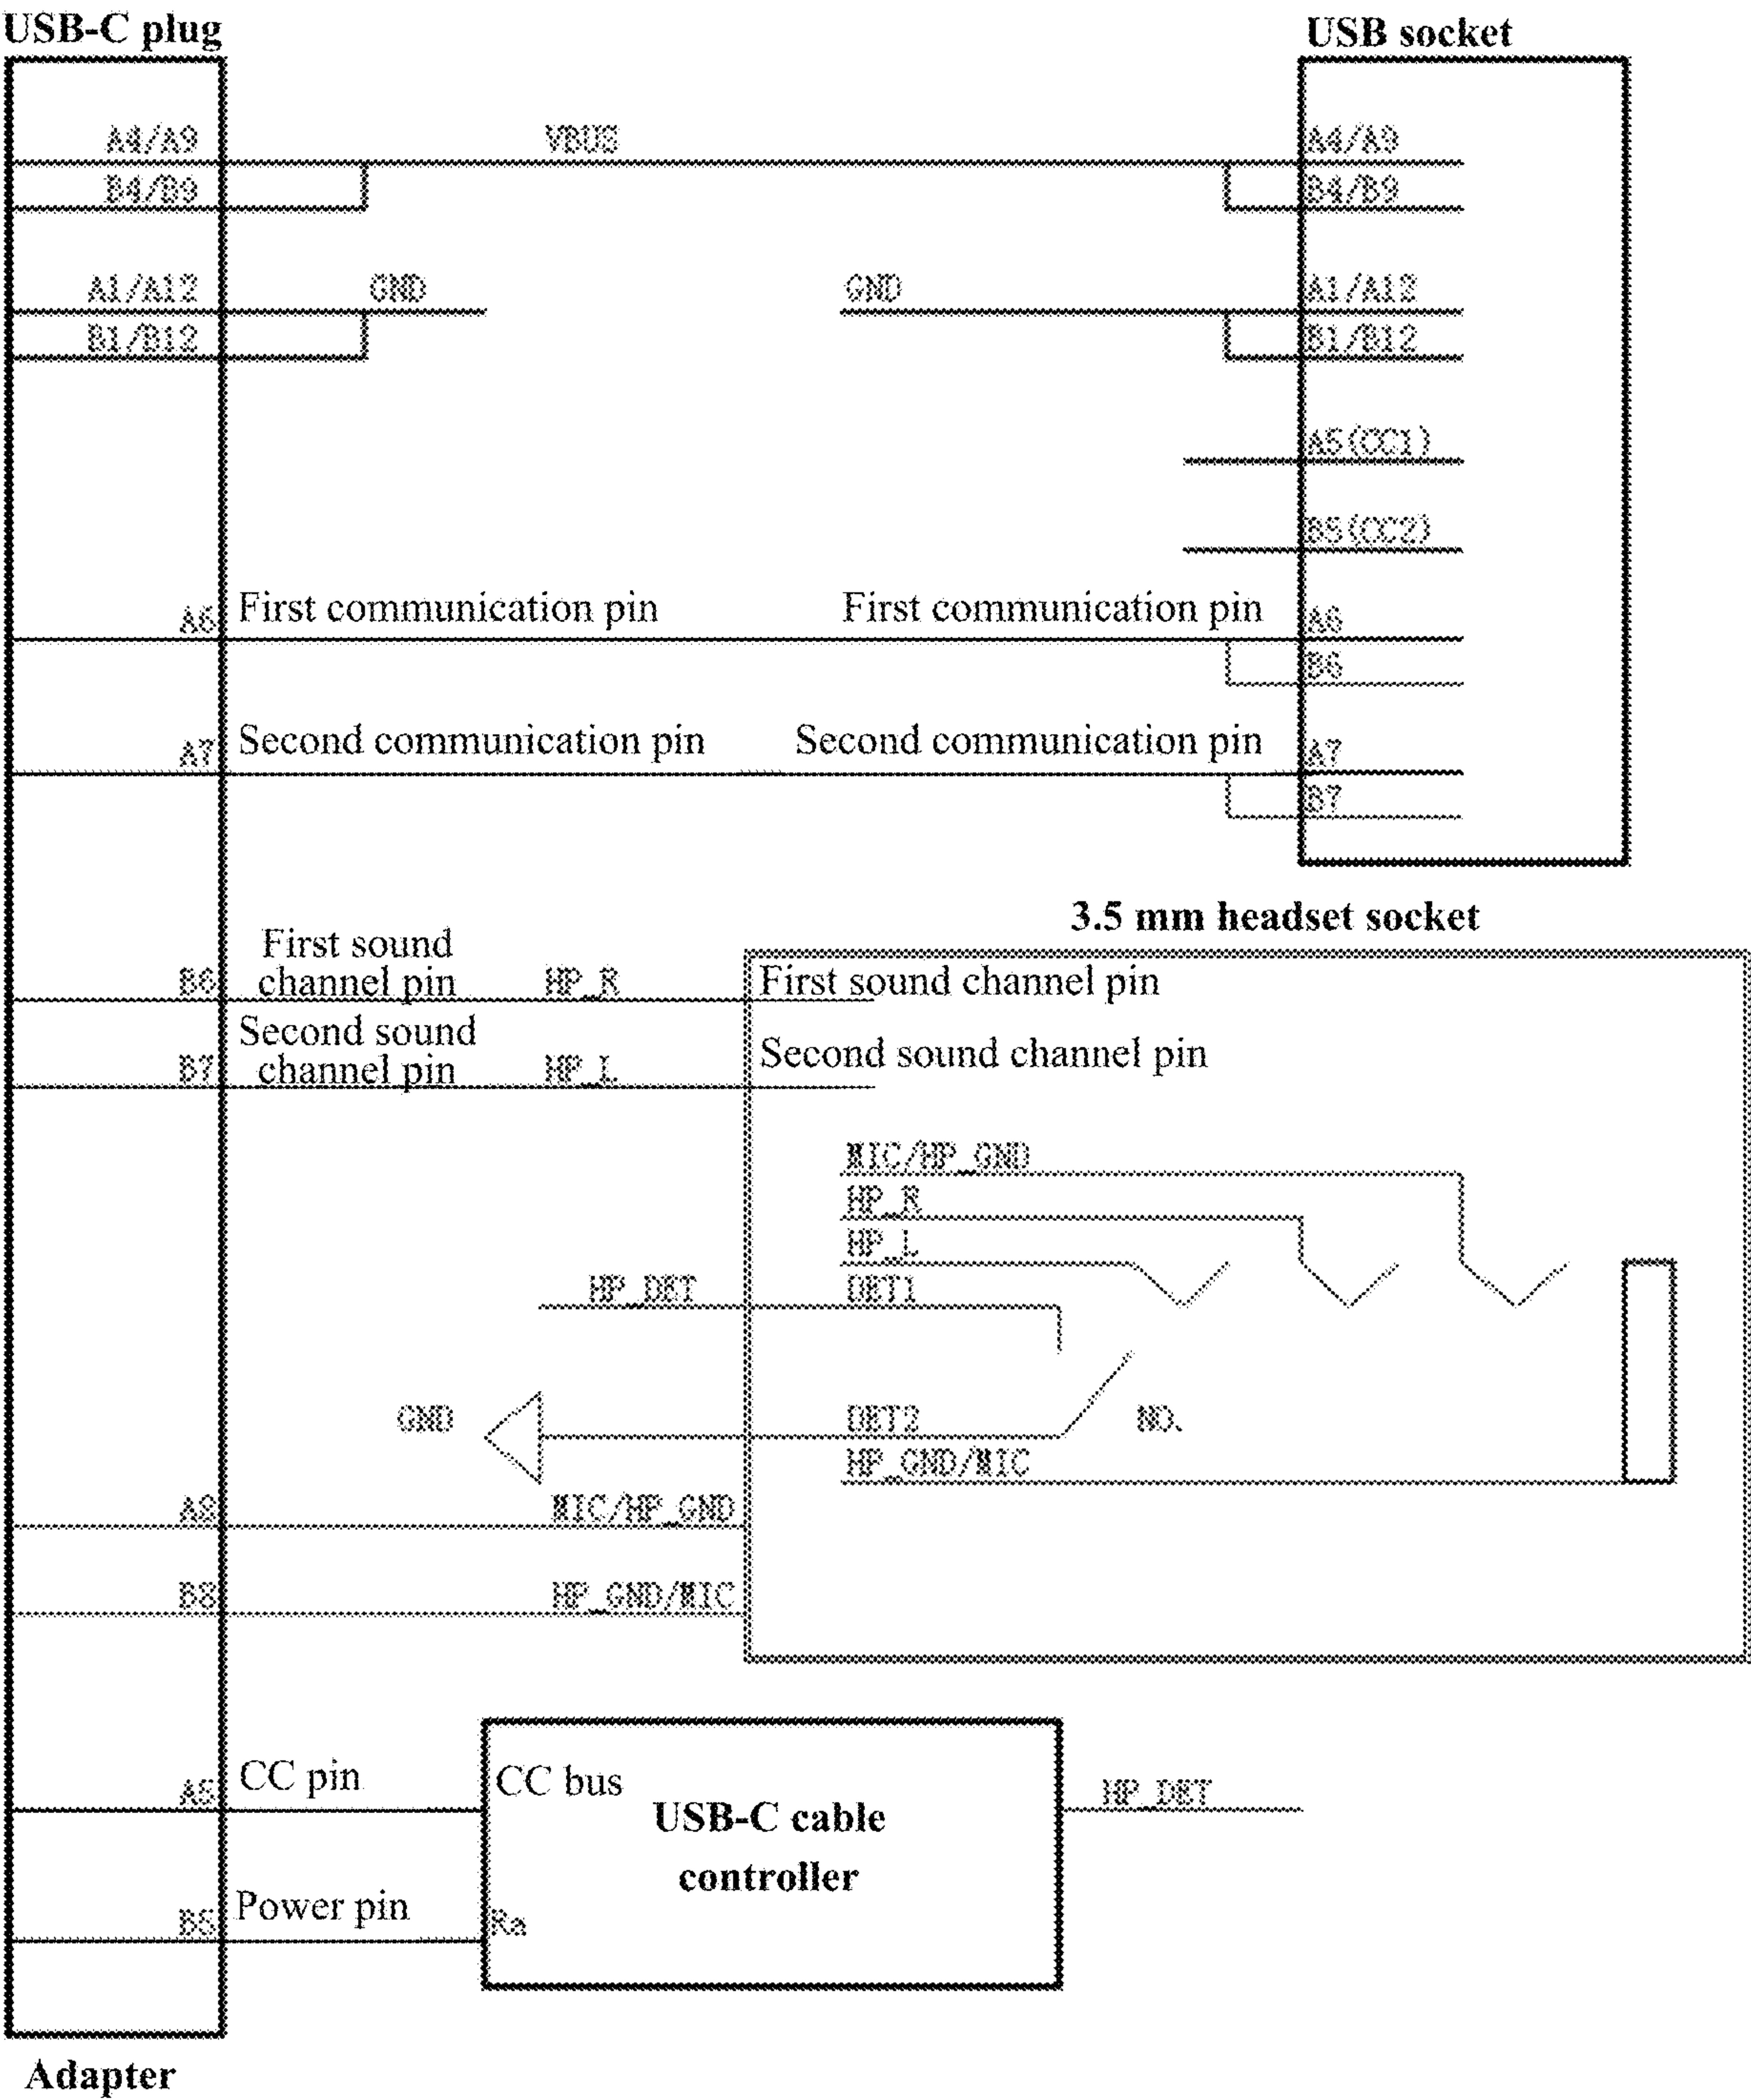 USB-C plug
USB socket
A4/A9
VBUS
A4/A9
B4/B9
B4/B9
A1/A12
GND
GND
A1/A12
B1/B12
B1/B12
A5(CC1)
B5(CC2)
A6
First communication pin
First communication pin
A6
B6
A7
Second communication pin
Second communication pin
A7
B7
3.5 mm headset socket
B6
First sound
channel pin
HP_R
First sound channel pin
B7
Second sound
channel pin
HP_L
Second sound channel pin
MIC/HP_GND
HP_R
HP_L
HP_DET
DET1
GND
DET2
NO.
HP_GND/MIC
A8
MIC/HP_GND
B8
HP_GND/MIC
A5
CC pin
CC bus
USB-C cable
controller
HP_DET
B5
Power pin
Ra
Adapter